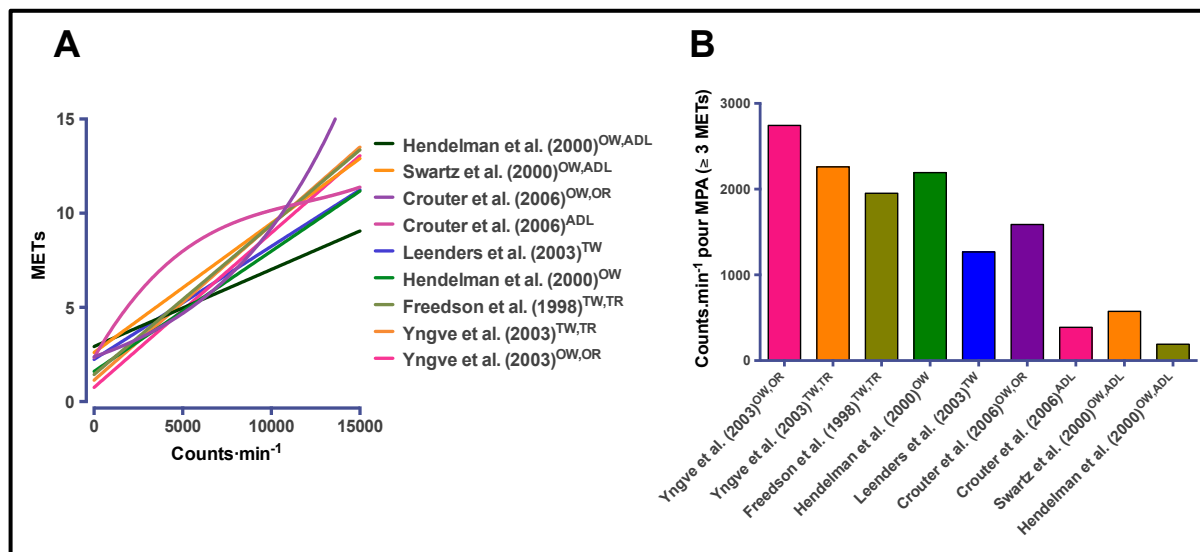 A
15
10
5
0
METs
0 5000 10000 15000
Counts·min⁻¹
Hendelman et al. (2000)ᴼᵂ,ᴬᴰᴸ
Swartz et al. (2000)ᴼᵂ,ᴬᴰᴸ
Crouter et al. (2006)ᴼᵂ,ᴼᴿ
Crouter et al. (2006)ᴬᴰᴸ
Leenders et al. (2003)ᵀᵂ
Hendelman et al. (2000)ᴼᵂ
Freedson et al. (1998)ᵀᵂ,ᵀᴿ
Yngve et al. (2003)ᵀᵂ,ᵀᴿ
Yngve et al. (2003)ᴼᵂ,ᴼᴿ
B
3000
2000
1000
0
Counts.min⁻¹ pour MPA (≥ 3 METs)
Yngve et al. (2003)ᴼᵂ,ᴼᴿ
Yngve et al. (2003)ᵀᵂ,ᵀᴿ
Freedson et al. (1998)ᵀᵂ,ᵀᴿ
Hendelman et al. (2000)ᴼᵂ
Leenders et al. (2003)ᵀᵂ
Crouter et al. (2006)ᴼᵂ,ᴼᴿ
Crouter et al. (2006)ᴬᴰᴸ
Swartz et al. (2000)ᴼᵂ,ᴬᴰᴸ
Hendelman et al. (2000)ᴼᵂ,ᴬᴰᴸ